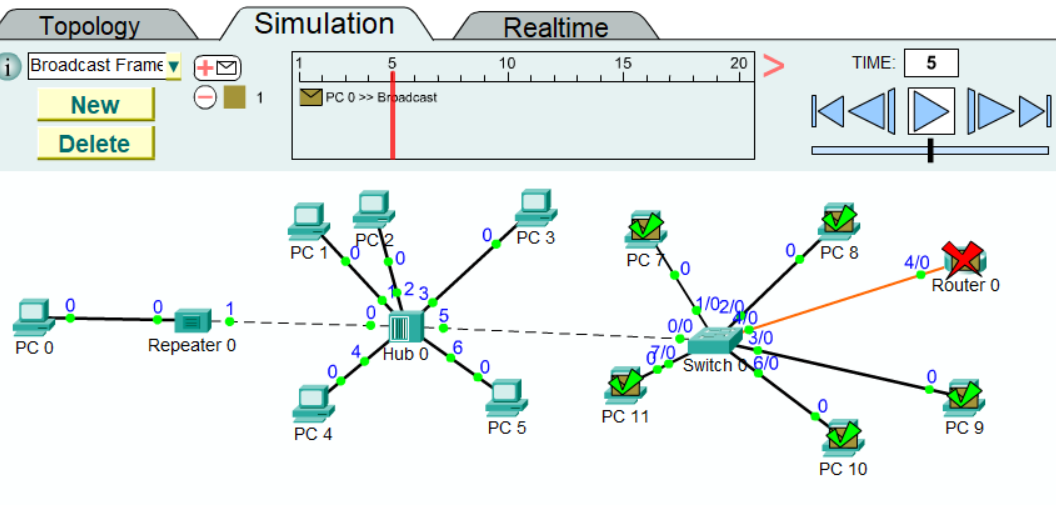 Topology
Simulation
Realtime
i
Broadcast Frame
New
Delete
1
1 5 10 15 20
PC 0 >> Broadcast
>
TIME: 5
PC 0
0
0
Repeater 0
1
PC 1
0
1
PC 2
0
2
PC 3
0
3
0
Hub 0
5
4
0
PC 4
6
0
PC 5
PC 7
0
1/0
2/0
0
PC 8
4/0
4/0
Router 0
0/0
Switch 0
3/0
0
PC 9
7/0
0
PC 11
6/0
0
PC 10